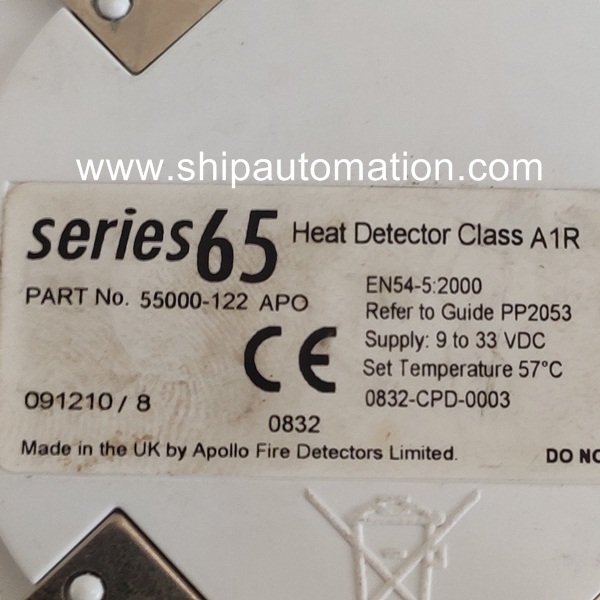 www.shipautomation.com
series65 Heat Detector Class A1R
PART No. 55000-122 APO
EN54-5:2000
Refer to Guide PP2053
Supply: 9 to 33 VDC
Set Temperature 57°C
0832-CPD-0003
CE
091210 / 8
0832
Made in the UK by Apollo Fire Detectors Limited.
DO NO